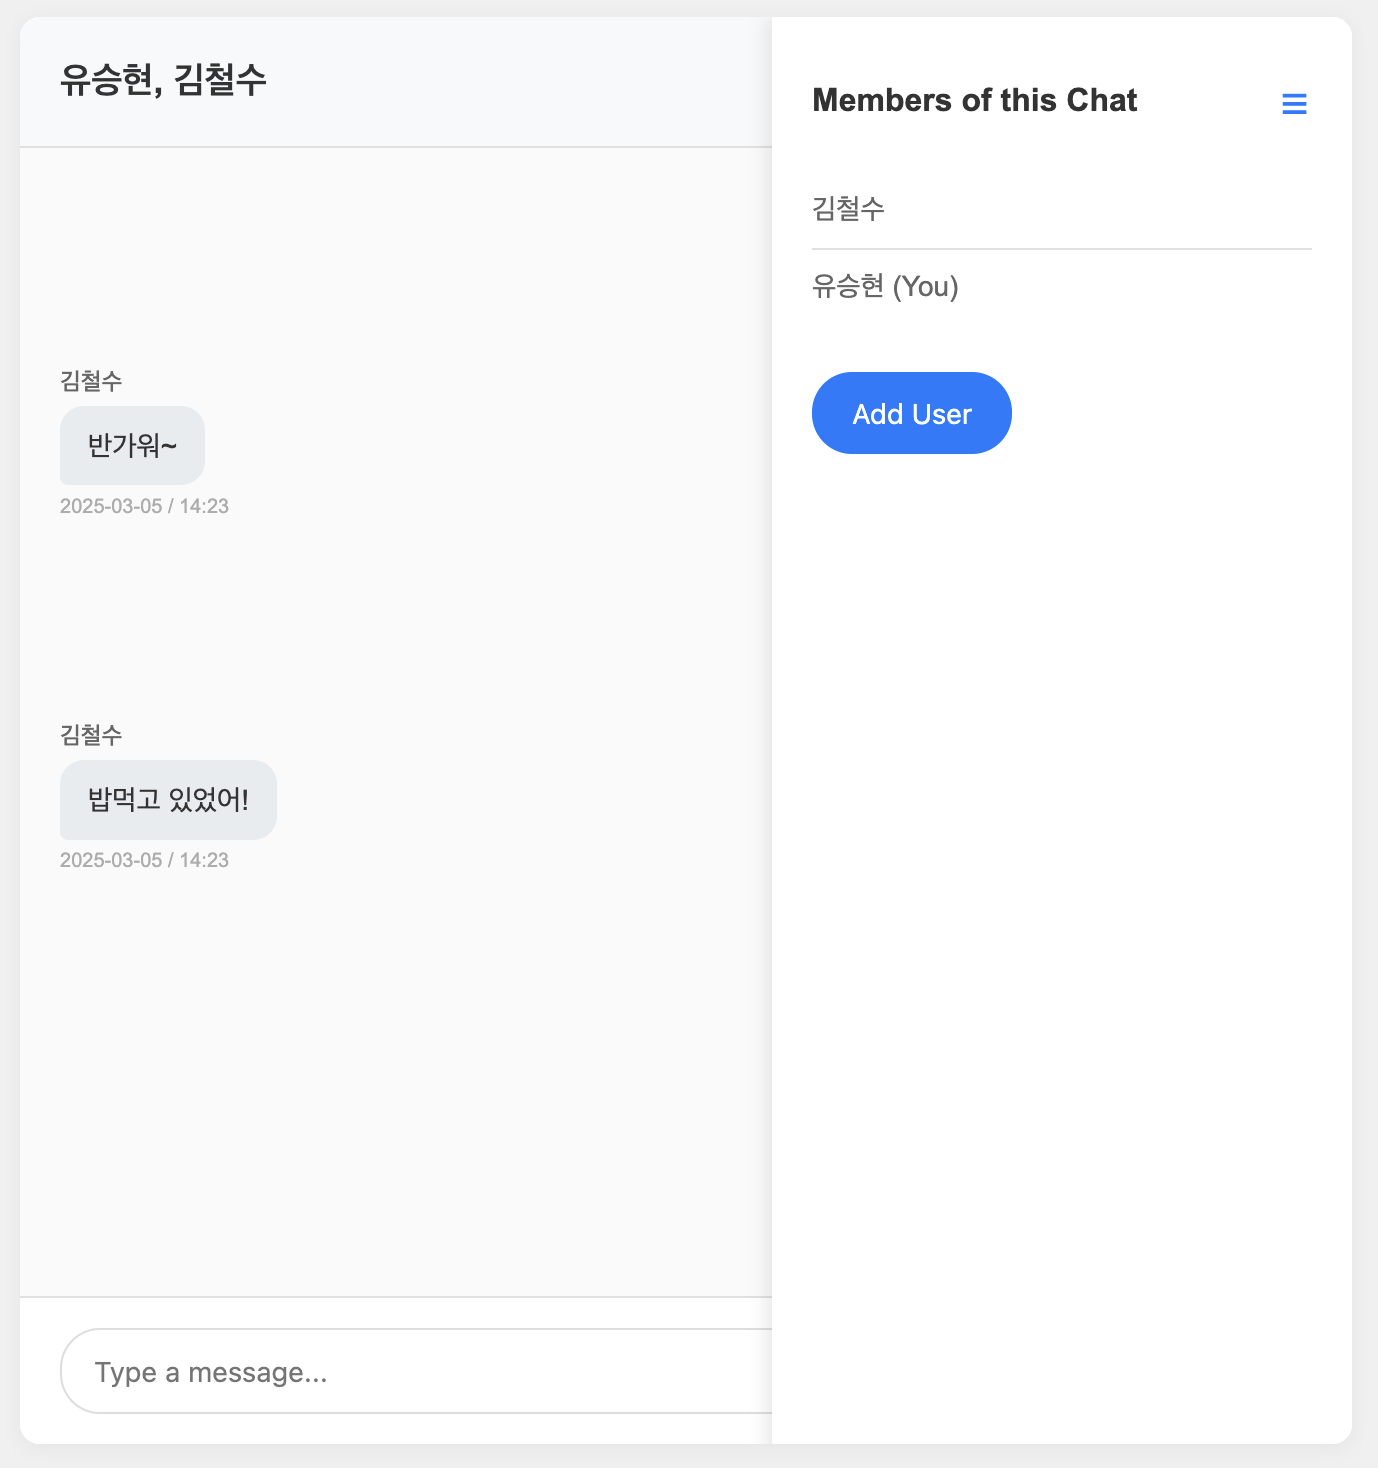 유승현, 김철수
김철수
반가워~
2025-03-05 / 14:23
김철수
밥먹고 있었어!
2025-03-05 / 14:23
Type a message...
Members of this Chat
김철수
유승현 (You)
Add User